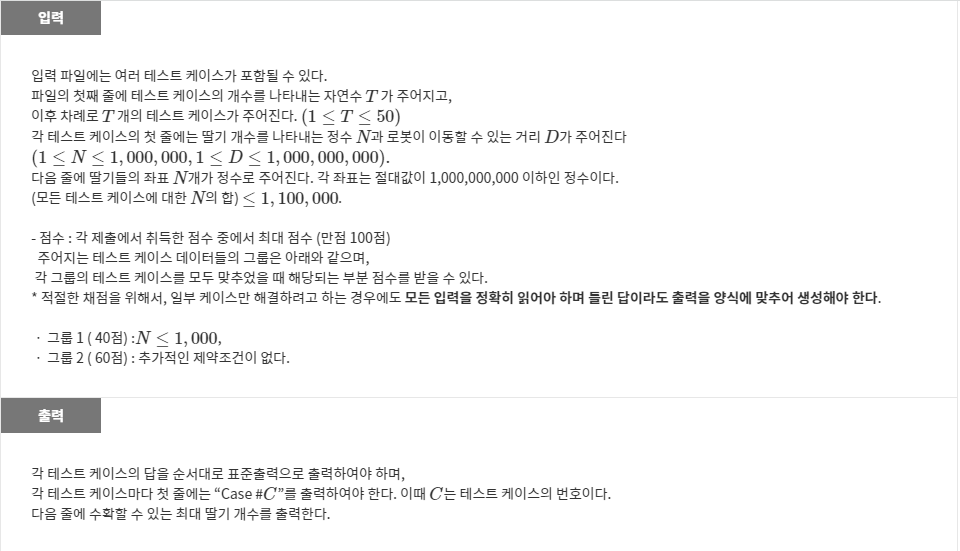 입력
입력 파일에는 여러 테스트 케이스가 포함될 수 있다.
파일의 첫째 줄에 테스트 케이스의 개수를 나타내는 자연수 T 가 주어지고,
이후 차례로 T 개의 테스트 케이스가 주어진다. (1 ≤ T ≤ 50)
각 테스트 케이스의 첫 줄에는 딸기 개수를 나타내는 정수 N과 로봇이 이동할 수 있는 거리 D가 주어진다
(1 ≤ N ≤ 1,000,000, 1 ≤ D ≤ 1,000,000,000).
다음 줄에 딸기들의 좌표 N개가 정수로 주어진다. 각 좌표는 절대값이 1,000,000,000 이하인 정수이다.
(모든 테스트 케이스에 대한 N의 합) ≤ 1,100,000.
- 점수 : 각 제출에서 취득한 점수 중에서 최대 점수 (만점 100점)
주어지는 테스트 케이스 데이터들의 그룹은 아래와 같으며,
각 그룹의 테스트 케이스를 모두 맞추었을 때 해당되는 부분 점수를 받을 수 있다.
* 적절한 채점을 위해서, 일부 케이스만 해결하려고 하는 경우에도 모든 입력을 정확히 읽어야 하며 틀린 답이라도 출력을 양식에 맞추어 생성해야 한다.
· 그룹 1 ( 40점) :N ≤ 1,000,
· 그룹 2 ( 60점) : 추가적인 제약조건이 없다.
출력
각 테스트 케이스의 답을 순서대로 표준출력으로 출력하여야 하며,
각 테스트 케이스마다 첫 줄에는 “Case #C”를 출력하여야 한다. 이때 C는 테스트 케이스의 번호이다.
다음 줄에 수확할 수 있는 최대 딸기 개수를 출력한다.